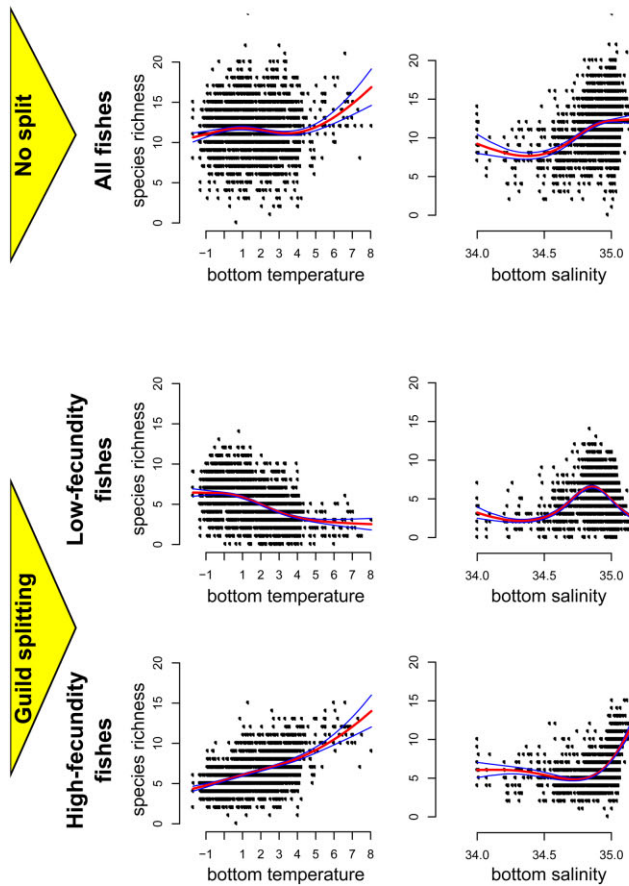 No split
All fishes
species richness
20
15
10
5
0
−1 1 2 3 4 5 6 7 8
bottom temperature
20
15
10
5
0
34.0 34.5 35.0
bottom salinity
Guild splitting
Low-fecundity
fishes
species richness
20
15
10
5
0
−1 1 2 3 4 5 6 7 8
bottom temperature
20
15
10
5
0
34.0 34.5 35.0
bottom salinity
High-fecundity
fishes
species richness
20
15
10
5
0
−1 1 2 3 4 5 6 7 8
bottom temperature
20
15
10
5
0
34.0 34.5 35.0
bottom salinity